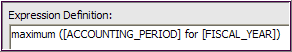 Expression Definition:
maximum ([ACCOUNTING_PERIOD] for [FISCAL_YEAR])